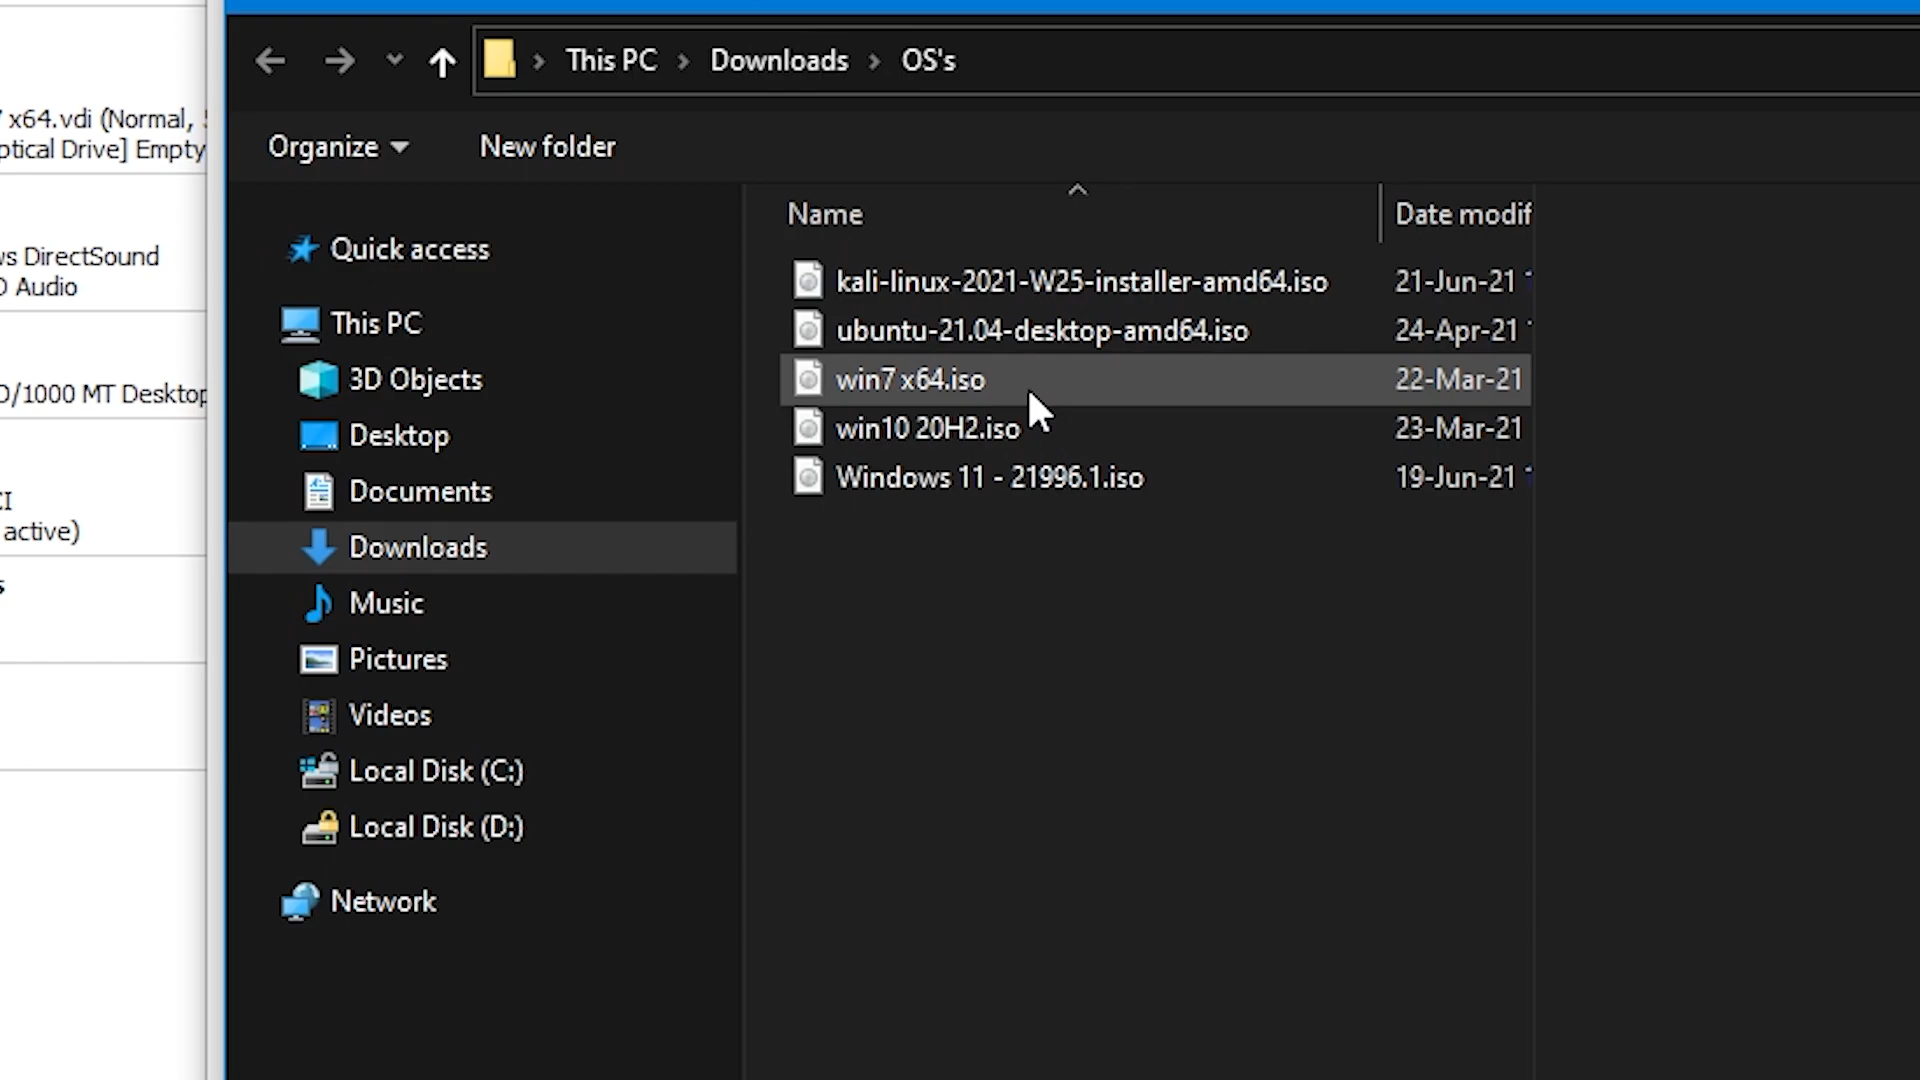 This PC > Downloads > OS's
Organize
New folder
x64.vdi (Normal,
ptical Drive] Empty
ws DirectSound
Audio
0/1000 MT Desktop
CI
active)
s
Quick access
This PC
3D Objects
Desktop
Documents
Downloads
Music
Pictures
Videos
Local Disk (C:)
Local Disk (D:)
Network
Name Date modif
kali-linux-2021-W25-installer-amd64.iso 21-Jun-21
ubuntu-21.04-desktop-amd64.iso 24-Apr-21
win7 x64.iso 22-Mar-21
win10 20H2.iso 23-Mar-21
Windows 11 - 21996.1.iso 19-Jun-21